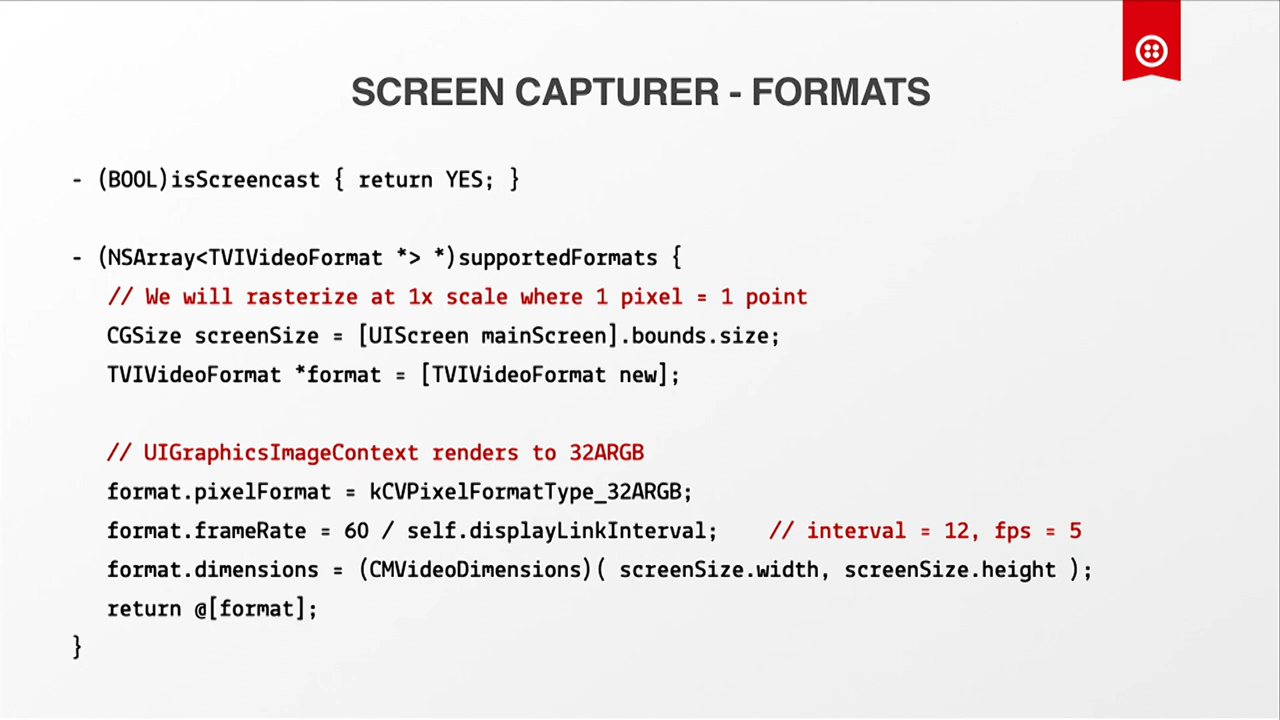 SCREEN CAPTURER - FORMATS
- (BOOL)isScreencast { return YES; }
- (NSArray<TVIVideoFormat *> *)supportedFormats {
// We will rasterize at 1x scale where 1 pixel = 1 point
CGSize screenSize = [UIScreen mainScreen].bounds.size;
TVIVideoFormat *format = [TVIVideoFormat new];
// UIGraphicsImageContext renders to 32ARGB
format.pixelFormat = kCVPixelFormatType_32ARGB;
format.frameRate = 60 / self.displayLinkInterval; // interval = 12, fps = 5
format.dimensions = (CMVideoDimensions)( screenSize.width, screenSize.height );
return @[format];
}